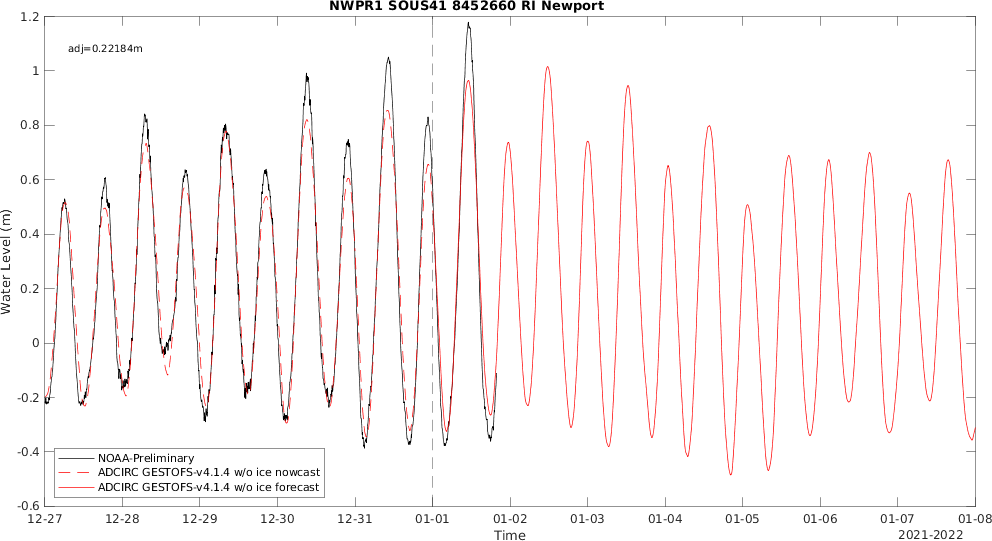 NWPR1 SOUS41 8452660 RI Newport
adj=0.22184m
Water Level (m)
1.2
1
0.8
0.6
0.4
0.2
0
-0.2
-0.4
-0.6
NOAA-Preliminary
ADCIRC GESTOFS-v4.1.4 w/o ice nowcast
ADCIRC GESTOFS-v4.1.4 w/o ice forecast
12-27 12-28 12-29 12-30 12-31 01-01 01-02 01-03 01-04 01-05 01-06 01-07 01-08
Time
2021-2022